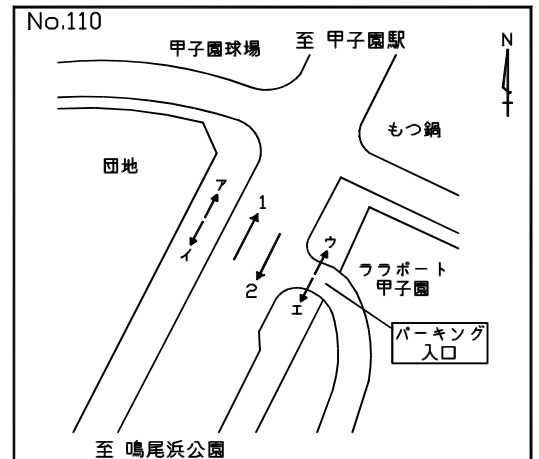 No.110
甲子園球場
至 甲子園駅
N
もつ鍋
団地
ア
イ
1
2
ウ
エ
ララポート
甲子園
パーキング
入口
至 鳴尾浜公園